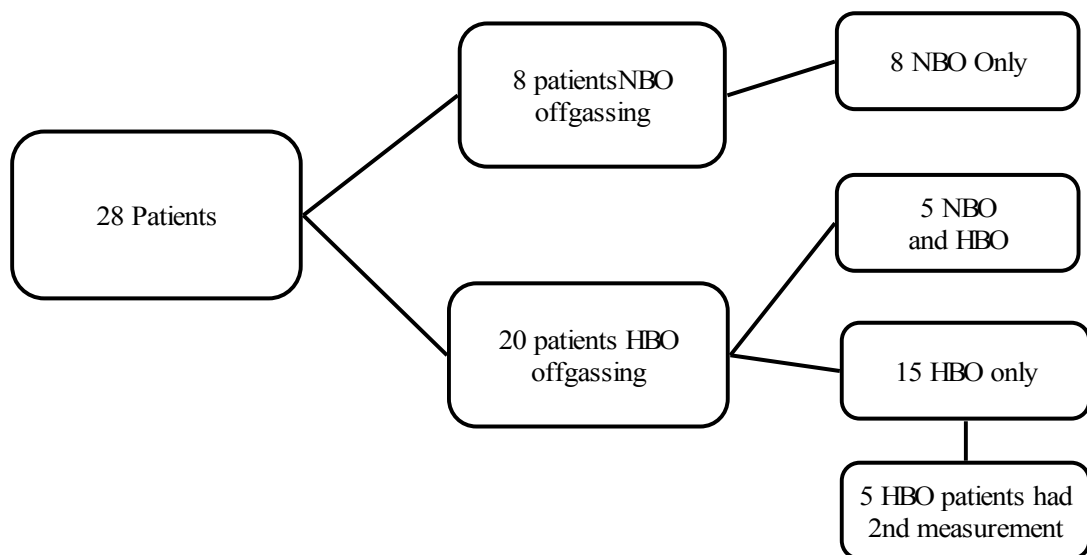 28 Patients
8 patientsNBO
offgassing
8 NBO Only
20 patients HBO
offgassing
5 NBO
and HBO
15 HBO only
5 HBO patients had
2nd measurement